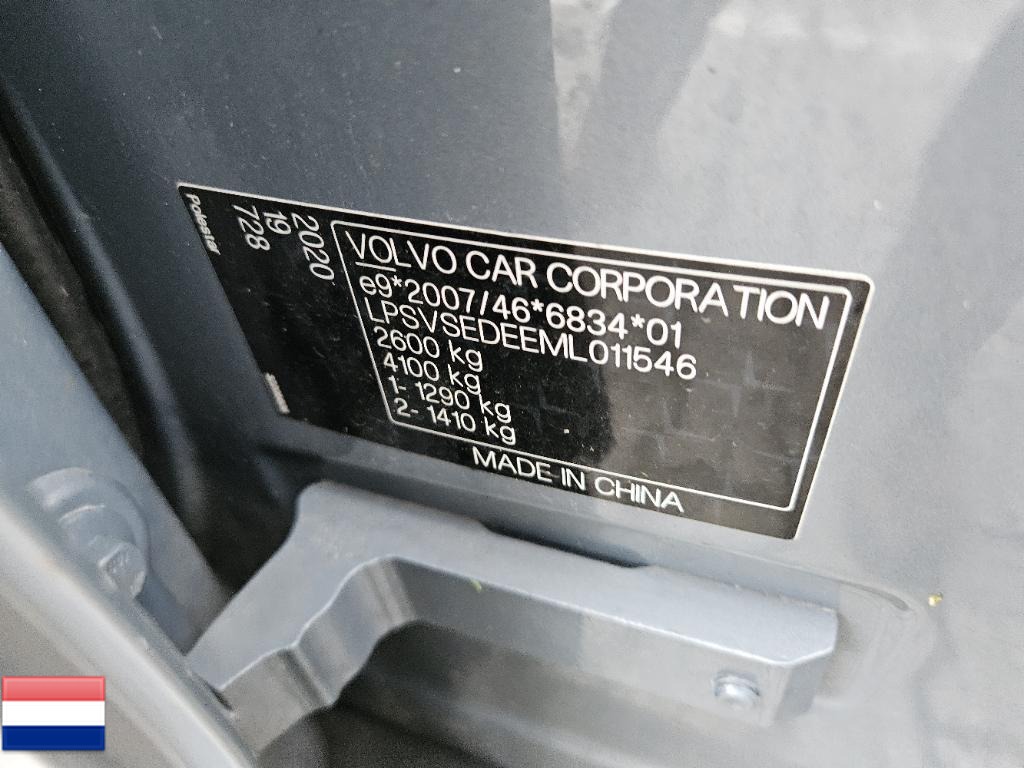 VOLVO CAR CORPORATION
e9*2007/46*6834*01
LPSVSEDEEML011546
2600 kg
4100 kg
1- 1290 kg
2- 1410 kg
MADE IN CHINA
2020
19
728
Polestar